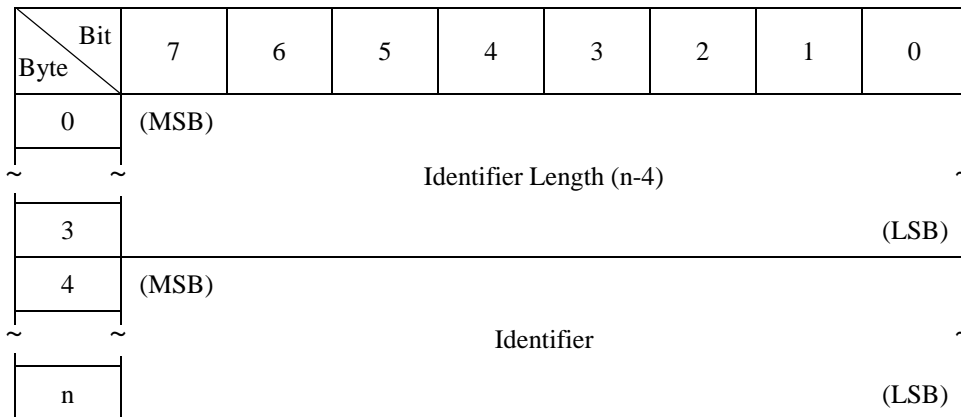 Bit
Byte 7 6 5 4 3 2 1 0
0 (MSB)
~ ~ Identifier Length (n-4) ~
3 (LSB)
4 (MSB)
~ ~ Identifier ~
n (LSB)